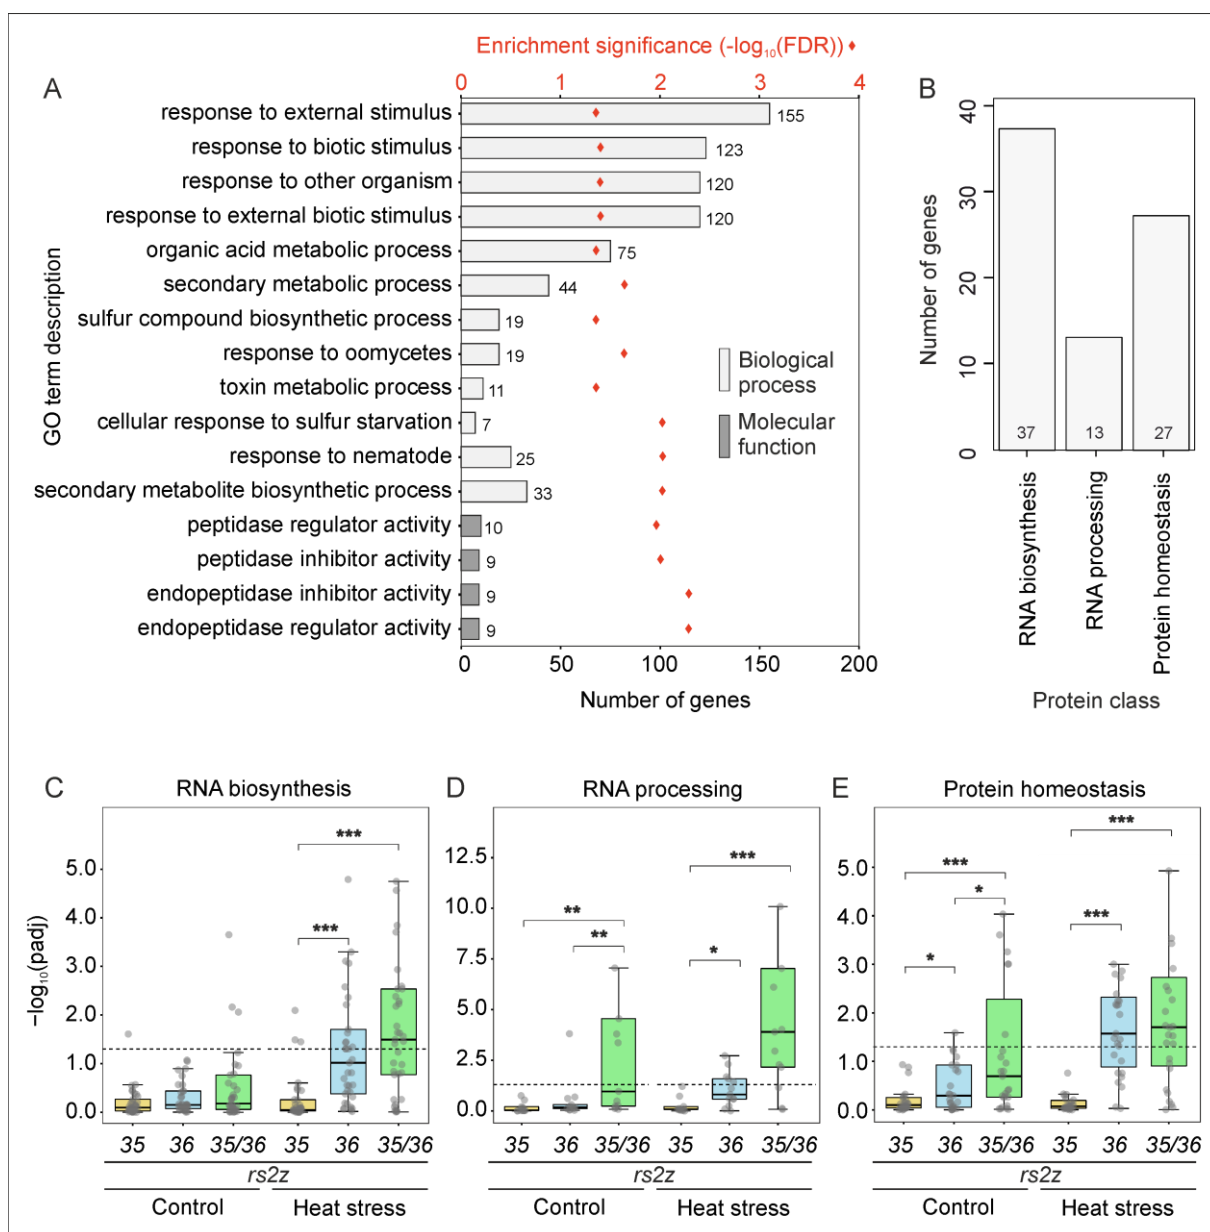 Enrichment significance (-log₁₀(FDR)) ♦
A
0 1 2 3 4
GO term description
response to external stimulus 155
response to biotic stimulus 123
response to other organism 120
response to external biotic stimulus 120
organic acid metabolic process 75
secondary metabolic process 44
sulfur compound biosynthetic process 19
response to oomycetes 19
toxin metabolic process 11
cellular response to sulfur starvation 7
response to nematode 25
secondary metabolite biosynthetic process 33
peptidase regulator activity 10
peptidase inhibitor activity 9
endopeptidase inhibitor activity 9
endopeptidase regulator activity 9
Biological
process
Molecular
function
0 50 100 150 200
Number of genes
B
Number of genes
40
30
20
10
0
37 13 27
RNA biosynthesis
RNA processing
Protein homeostasis
Protein class
C RNA biosynthesis
−log₁₀(padj)
5.0
4.0
3.0
2.0
1.0
0.0
***
***
35 36 35/36 35 36 35/36
rs2z
Control Heat stress
D RNA processing
12.5
10.0
7.5
5.0
2.5
0.0
***
**
**
*
35 36 35/36 35 36 35/36
rs2z
Control Heat stress
E Protein homeostasis
5.0
4.0
3.0
2.0
1.0
0.0
***
***
*
***
*
35 36 35/36 35 36 35/36
rs2z
Control Heat stress